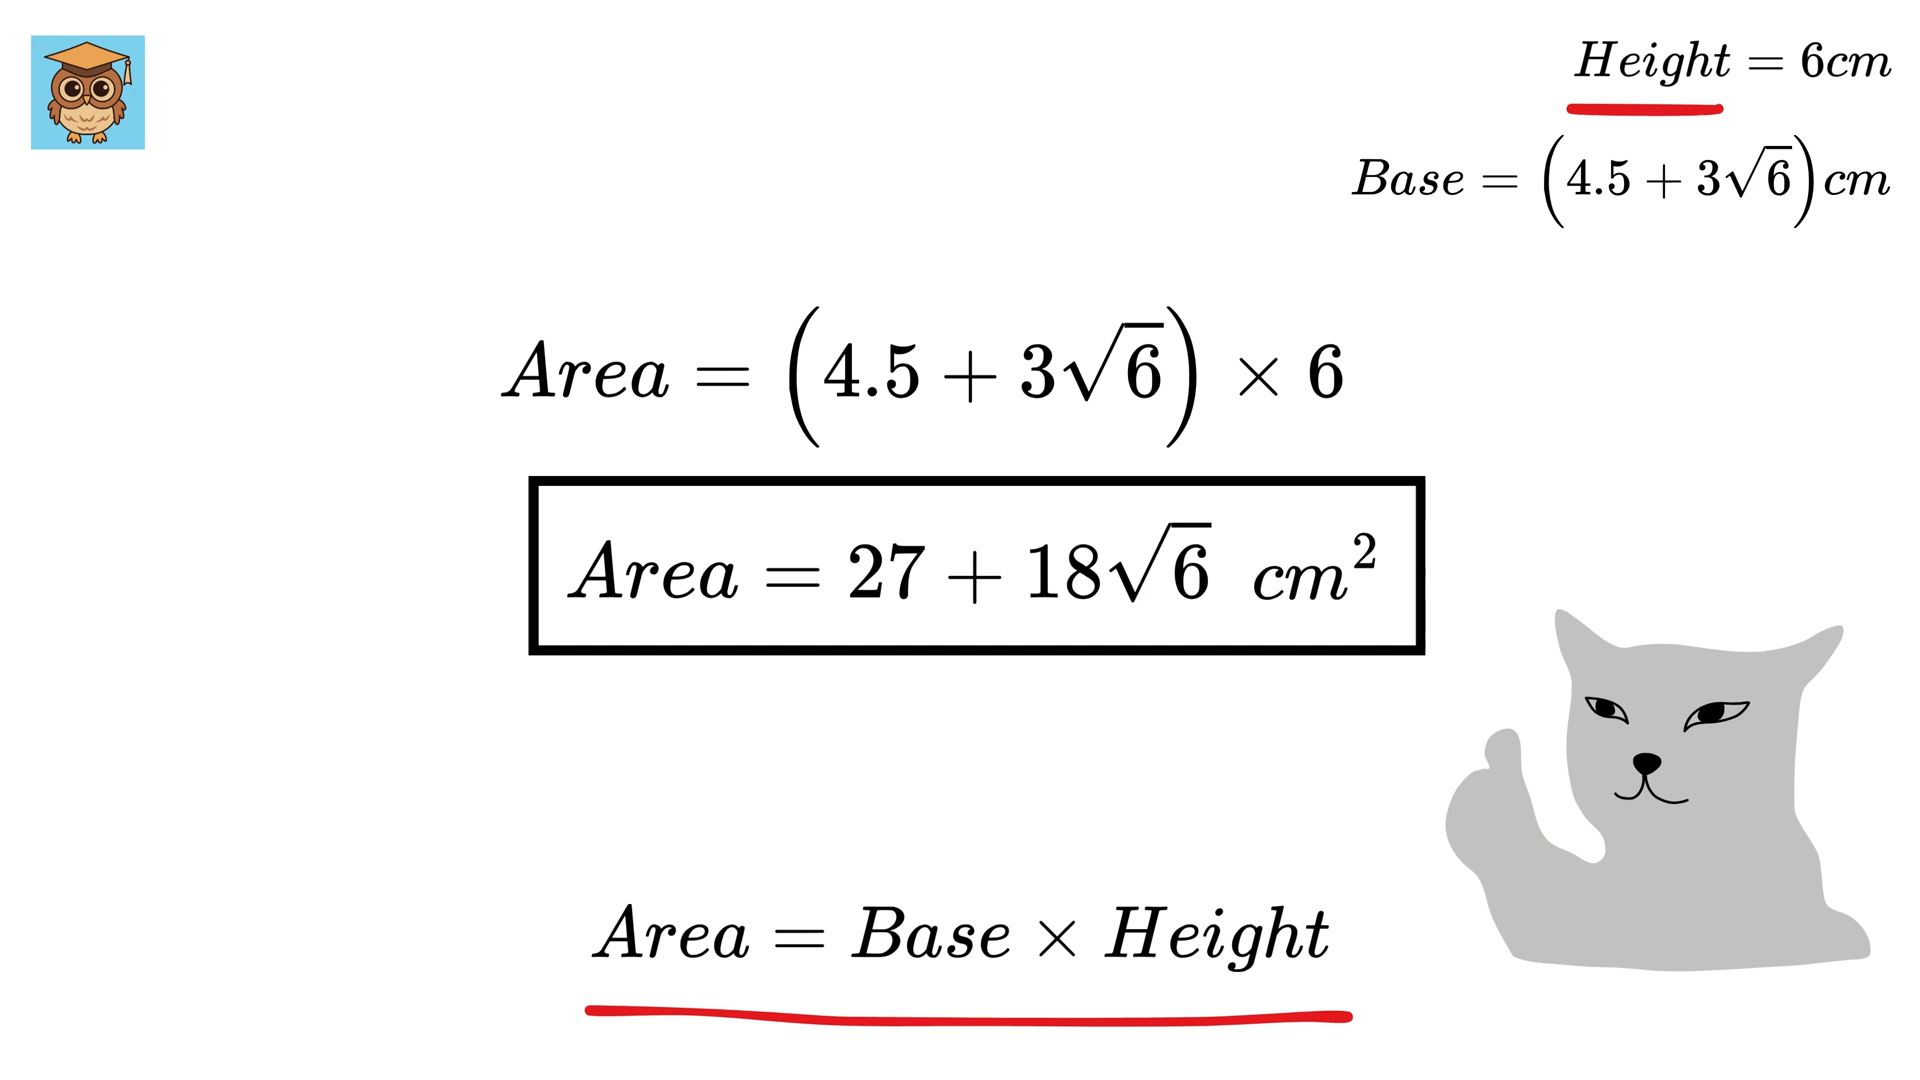 Height = 6cm
Base = (4.5 + 3√6)cm
Area = (4.5 + 3√6) × 6
Area = 27 + 18√6 cm²
Area = Base × Height